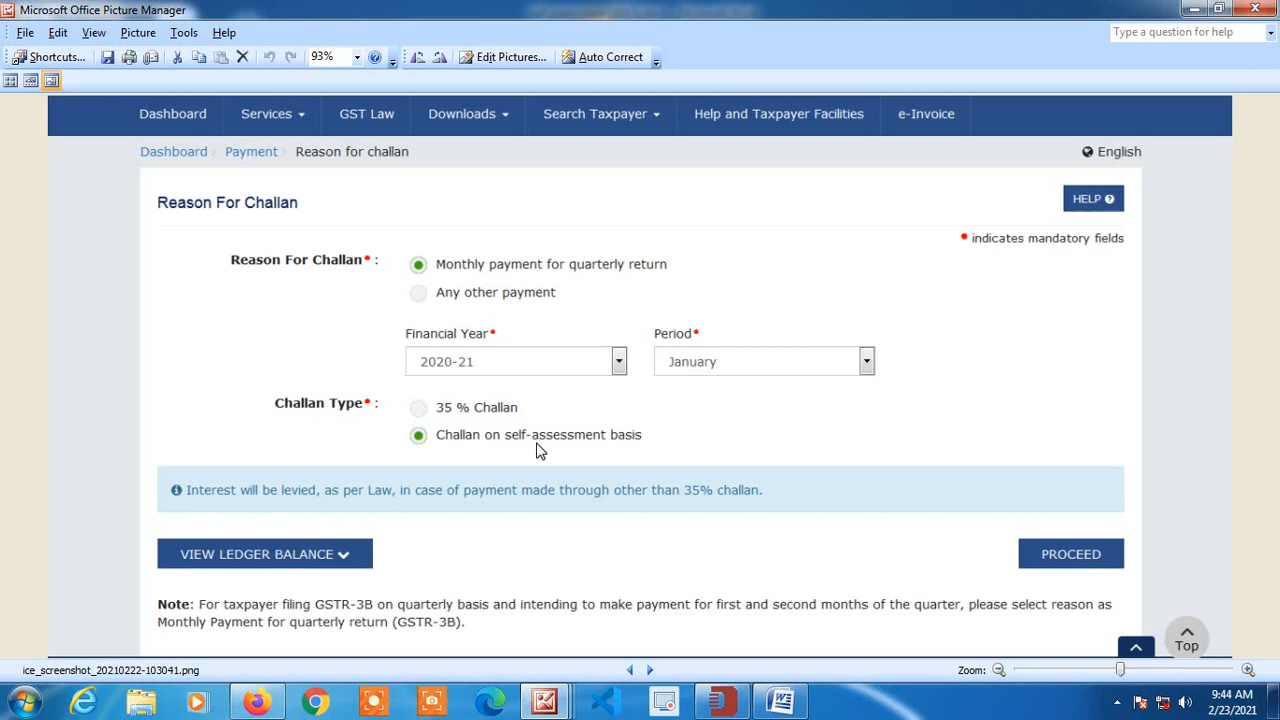 Microsoft Office Picture Manager
File Edit View Picture Tools Help
Type a question for help
Shortcuts... 93% Edit Pictures... Auto Correct
Dashboard Services GST Law Downloads Search Taxpayer Help and Taxpayer Facilities e-Invoice
Dashboard Payment Reason for challan English
Reason For Challan HELP
• indicates mandatory fields
Reason For Challan• : Monthly payment for quarterly return
Any other payment
Financial Year• Period•
2020-21 January
Challan Type• : 35 % Challan
Challan on self-assessment basis
Interest will be levied, as per Law, in case of payment made through other than 35% challan.
VIEW LEDGER BALANCE PROCEED
Note: For taxpayer filing GSTR-3B on quarterly basis and intending to make payment for first and second months of the quarter, please select reason as
Monthly Payment for quarterly return (GSTR-3B).
Top
ice_screenshot_20210222-103041.png Zoom:
9:44 AM
2/23/2021